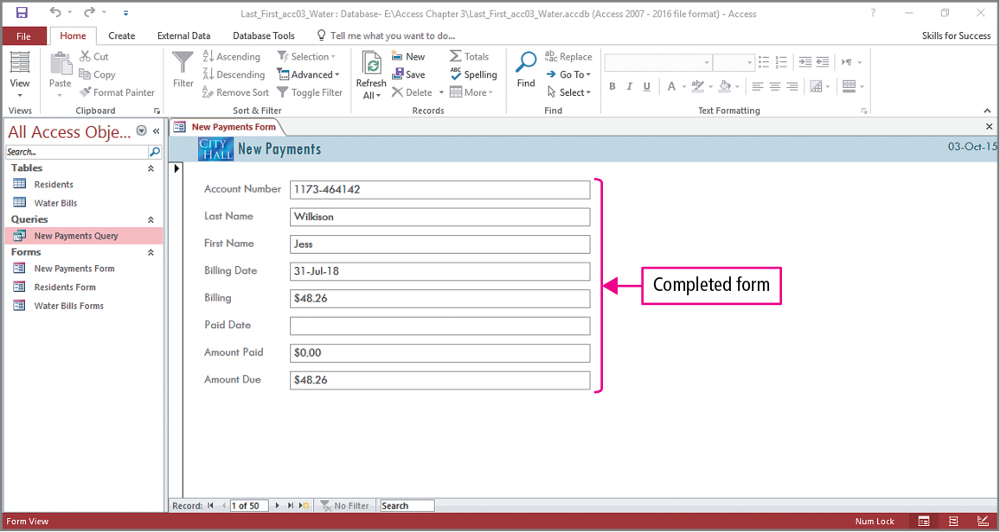 Last_First_acc03_Water : Database- E:\Access Chapter 3\Last_First_acc03_Water.accdb (Access 2007 - 2016 file format) - Access
?
File Home Create External Data Database Tools Tell me what you want to do... Skills for Success
View
Views
Paste
Cut
Copy
Format Painter
Clipboard
Filter
Ascending
Descending
Remove Sort
Selection
Advanced
Toggle Filter
Sort & Filter
Refresh
All
New
Save
Delete
Totals
Spelling
More
Records
Find
Replace
Go To
Select
Find
B I U A
Text Formatting
All Access Obje...
Search...
Tables
Residents
Water Bills
Queries
New Payments Query
Forms
New Payments Form
Residents Form
Water Bills Forms
New Payments Form
CITY
HALL
New Payments
03-Oct-15
Account Number 1173-464142
Last Name Wilkison
First Name Jess
Billing Date 31-Jul-18
Billing $48.26
Paid Date
Amount Paid $0.00
Amount Due $48.26
Completed form
Record: 1 of 50 No Filter Search
Form View Num Lock